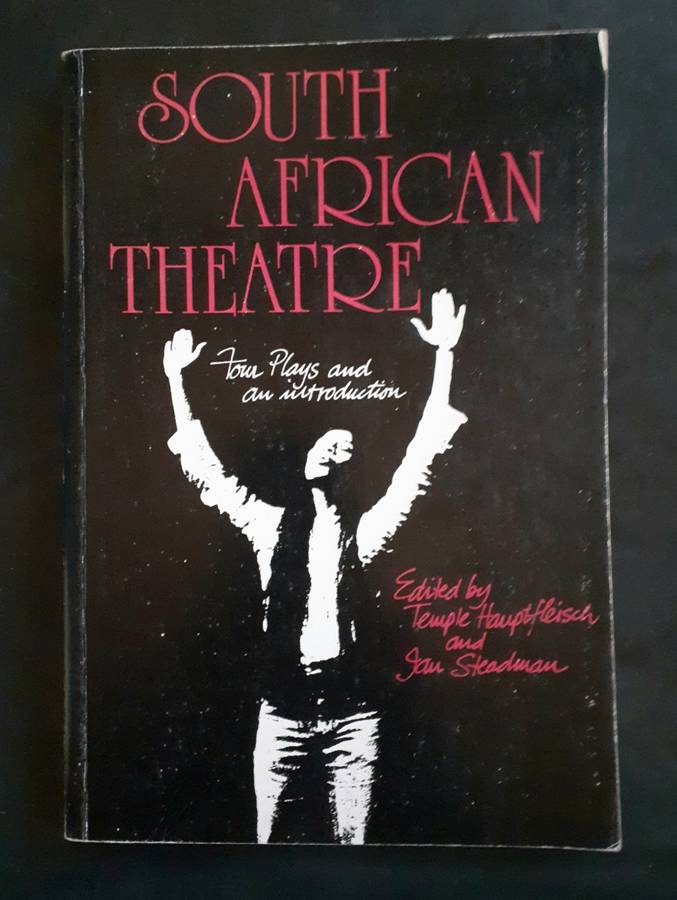 SOUTH
AFRICAN
THEATRE
Four Plays and
an introduction
Edited by
Temple Hauptfleisch
and
Ian Steadman